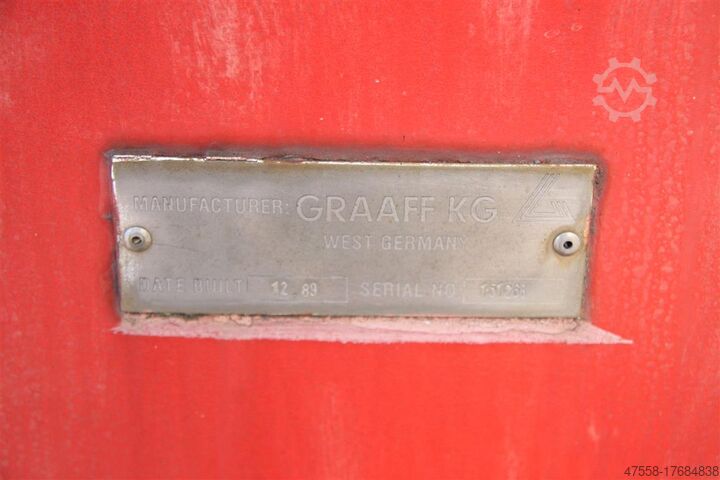 MANUFACTURER: GRAAFF KG
WEST GERMANY
DATE BUILT 12.89 SERIAL NO
47558-17684838